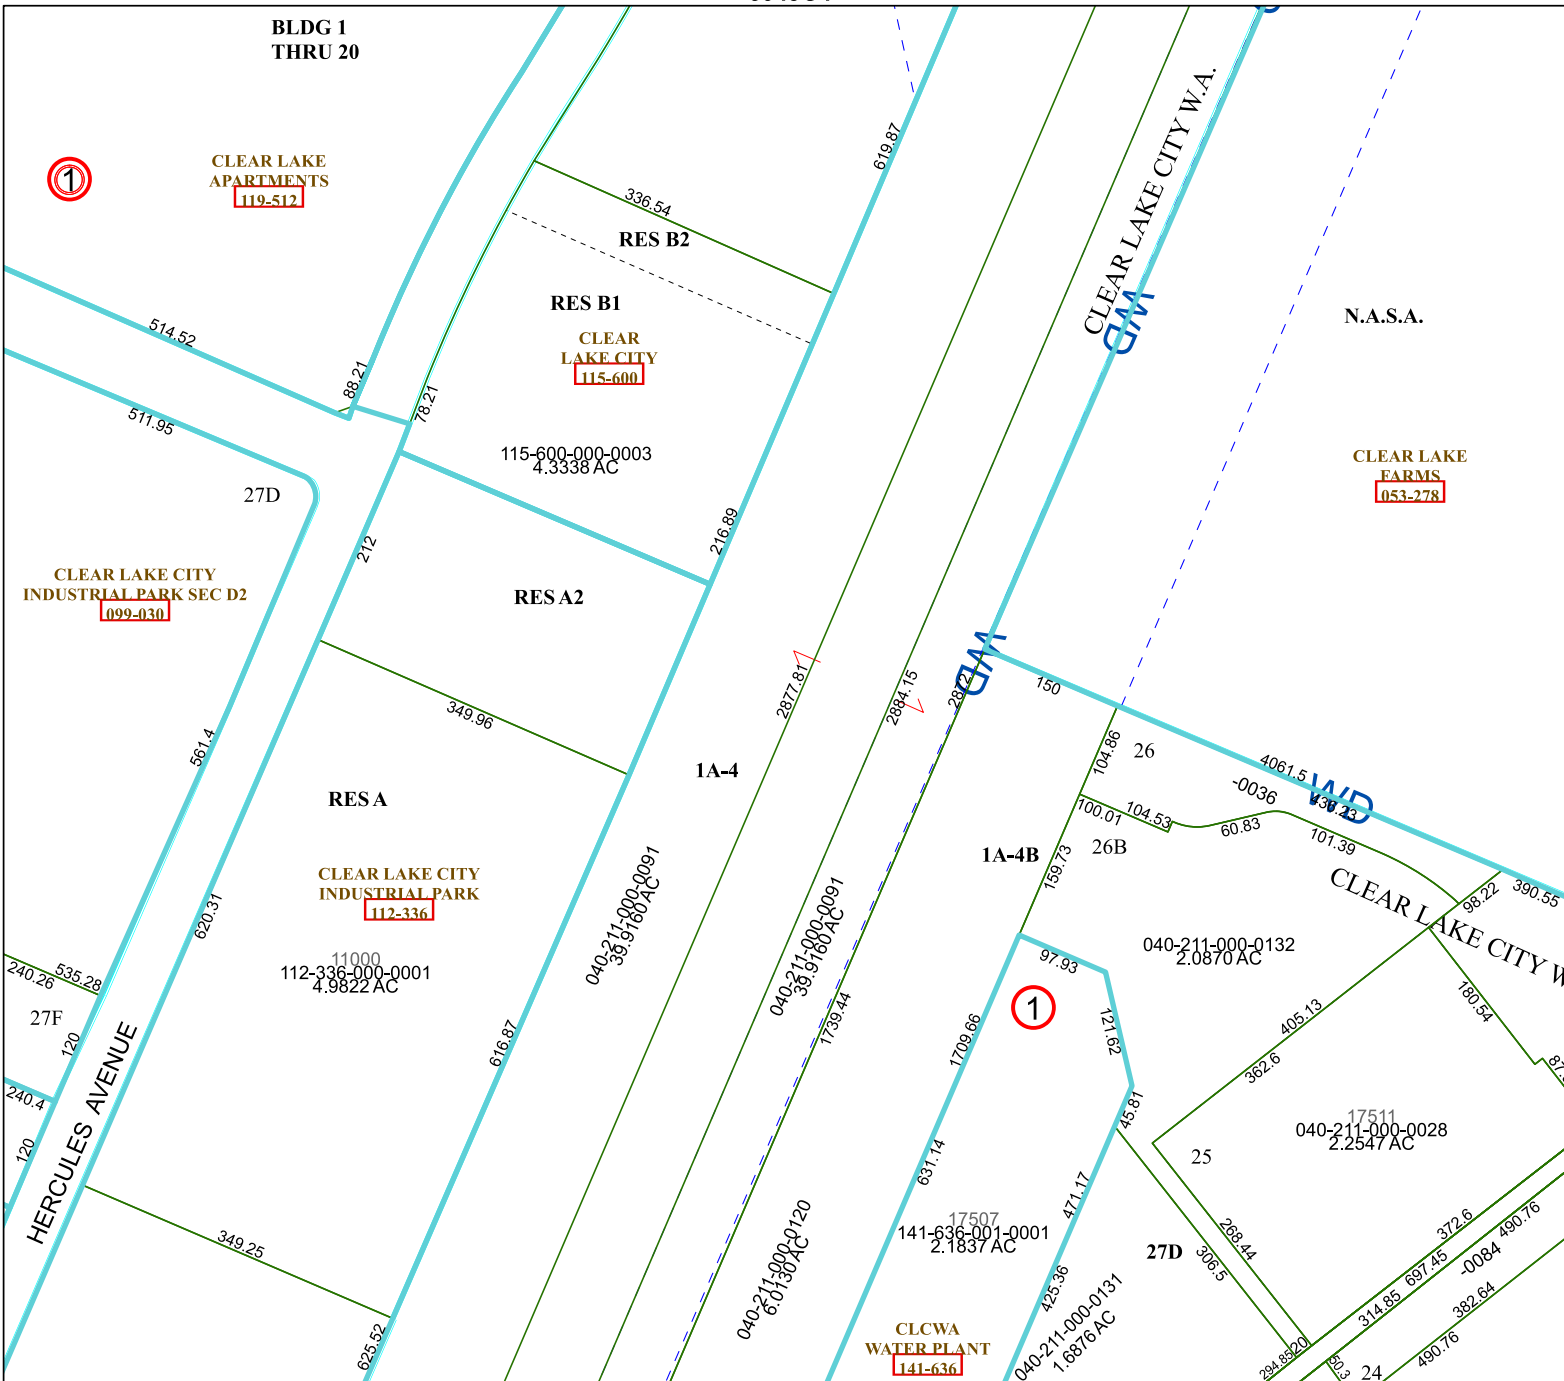 BLDG 1
THRU 20
CLEAR LAKE
APARTMENTS
119-512
1
514.52
88.21
78.21
511.95
336.54
RES B2
RES B1
CLEAR
LAKE CITY
115-600
115-600-000-0003
4.3338 AC
619.87
216.89
CLEAR LAKE CITY W.A.
WD
N.A.S.A.
CLEAR LAKE
FARMS
053-278
27D
212
CLEAR LAKE CITY
INDUSTRIAL PARK SEC D2
099-030
RES A2
349.96
561.4
2877.81
2884.15
WD
150
1A-4
RES A
CLEAR LAKE CITY
INDUSTRIAL PARK
112-336
11000
112-336-000-0001
4.9822 AC
620.31
616.87
040-211-000-0091
39.9160 AC
040-211-000-0091
39.9160 AC
1739.44
104.86
26
4061.5
-0036
WD
100.01
104.53
60.83
101.39
26B
1A-4B
159.73
98.22
390.55
CLEAR LAKE CITY W
040-211-000-0132
2.0870 AC
97.93
1
121.62
1709.66
405.13
362.6
180.54
45.81
17511
040-211-000-0028
2.2547 AC
25
240.26
535.28
27F
120
240.4
120
HERCULES AVENUE
349.25
625.52
631.14
471.17
17507
141-636-001-0001
2.1837 AC
425.36
040-211-000-0120
6.0130 AC
CLCWA
WATER PLANT
141-636
040-211-000-0131
1.6876 AC
27D
268.44
306.5
372.6
490.76
697.45
-0084
314.85
382.64
490.76
294.85
20
50.3
24